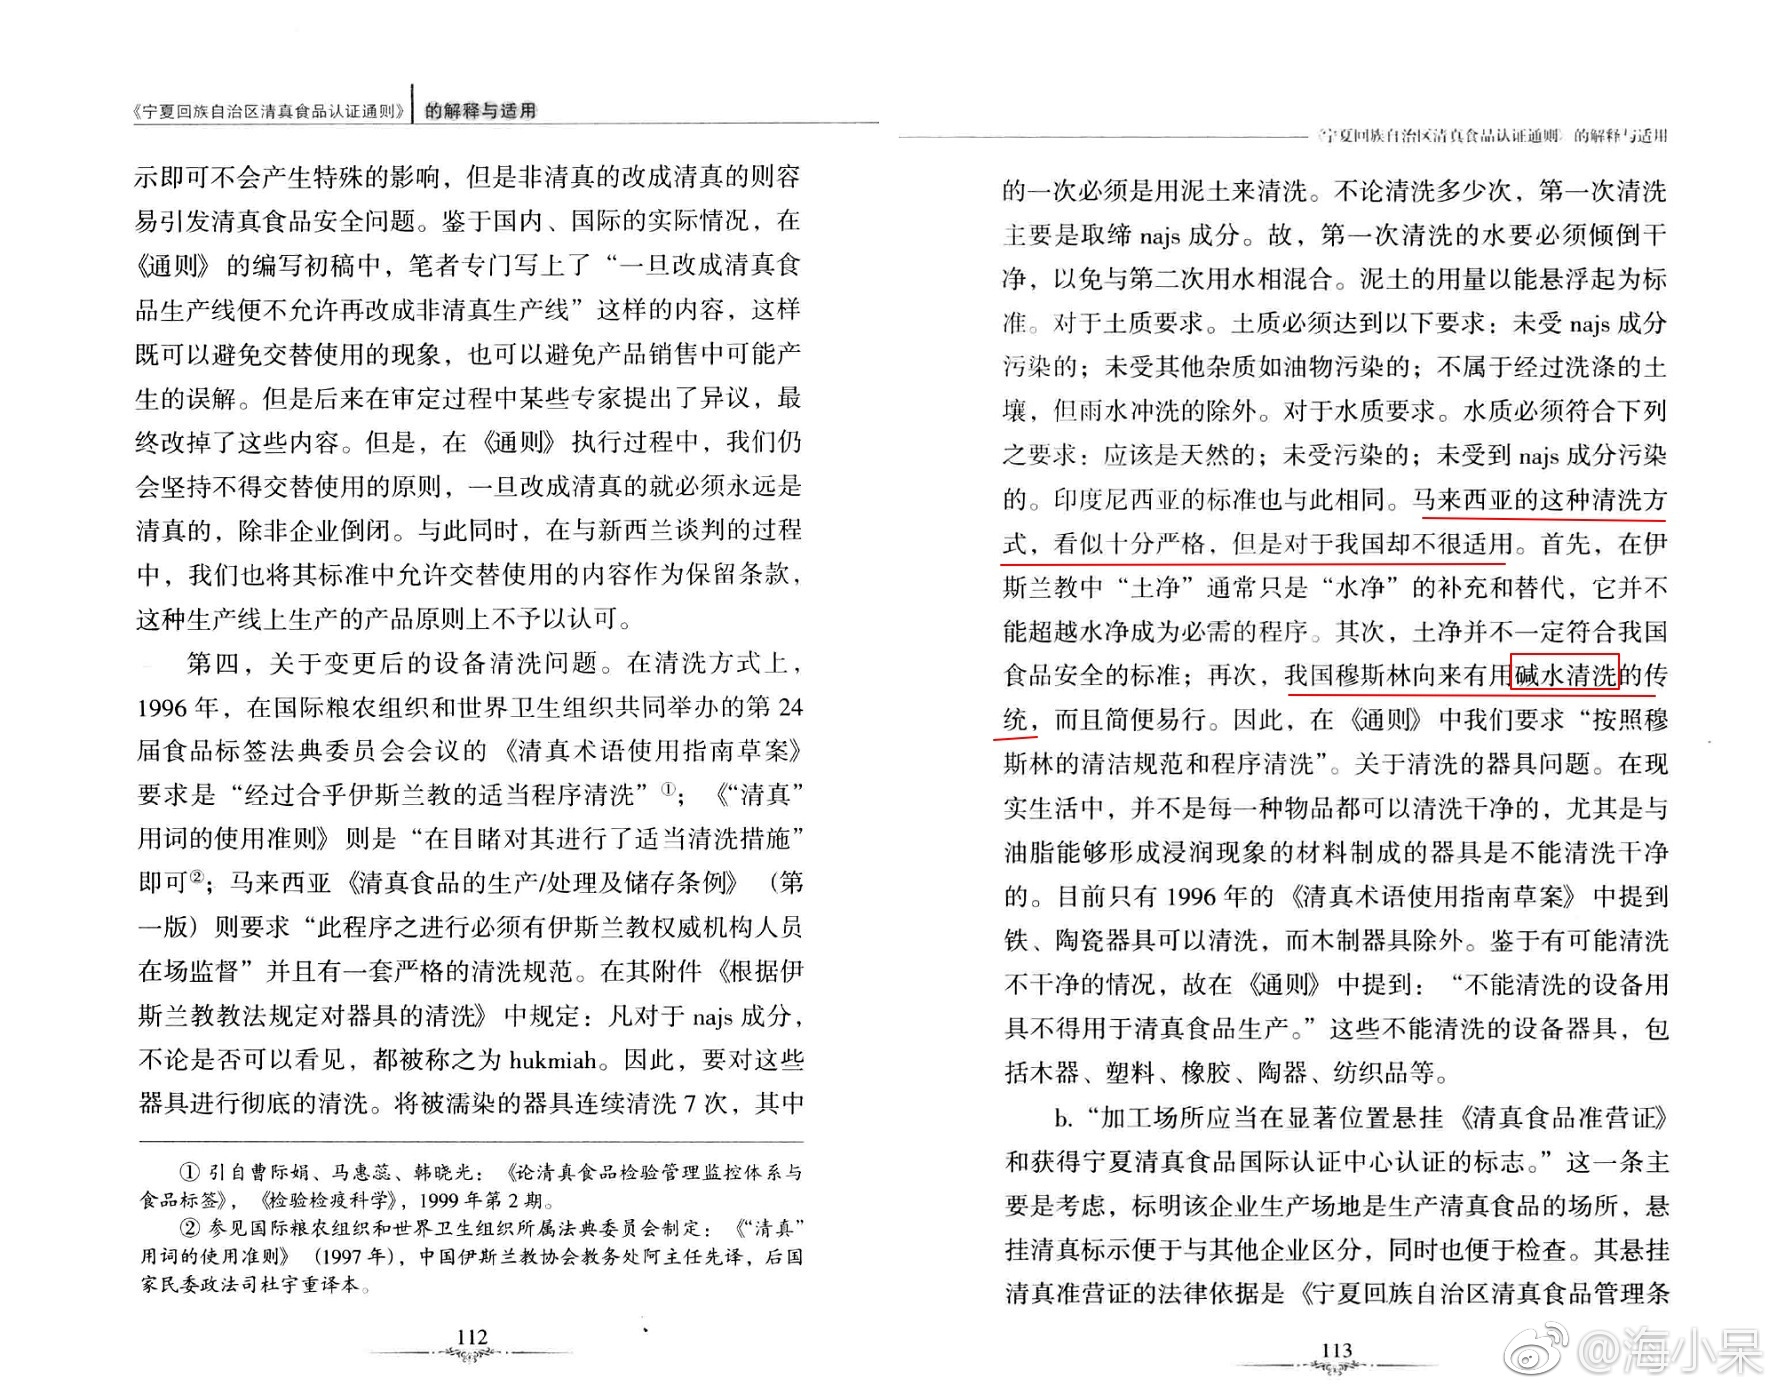 《宁夏回族自治区清真食品认证通则》的解释与适用
示即可不会产生特殊的影响，但是非清真的改成清真的则容
易引发清真食品安全问题。鉴于国内、国际的实际情况，在
《通则》的编写初稿中，笔者专门写上了“一旦改成清真食
品生产线便不允许再改成非清真生产线”这样的内容，这样
既可以避免交替使用的现象，也可以避免产品销售中可能产
生的误解。但是后来在审定过程中某些专家提出了异议，最
终改掉了这些内容。但是，在《通则》执行过程中，我们仍
会坚持不得交替使用的原则，一旦改成清真的就必须永远是
清真的，除非企业倒闭。与此同时，在与新西兰谈判的过程
中，我们也将其标准中允许交替使用的内容作为保留条款，
这种生产线上生产的产品原则上不予以认可。
第四，关于变更后的设备清洗问题。在清洗方式上，
1996年，在国际粮农组织和世界卫生组织共同举办的第24
届食品标签法典委员会会议的《清真术语使用指南草案》
要求是“经过合乎伊斯兰教的适当程序清洗”①；《“清真”
用词的使用准则》则是“在目睹对其进行了适当清洗措施”
即可②；马来西亚《清真食品的生产/处理及储存条例》（第
一版）则要求“此程序之进行必须有伊斯兰教权威机构人员
在场监督”并且有一套严格的清洗规范。在其附件《根据伊
斯兰教教法规定对器具的清洗》中规定：凡对于najs成分，
不论是否可以看见，都被称之为hukmiah。因此，要对这些
器具进行彻底的清洗。将被濡染的器具连续清洗7次，其中
① 引自曹际娟、马惠蕊、韩晓光：《论清真食品检验管理监控体系与
食品标签》，《检验检疫科学》，1999年第2期。
② 参见国际粮农组织和世界卫生组织所属法典委员会制定：《“清真”
用词的使用准则》（1997年），中国伊斯兰教协会教务处阿主任先译，后国
家民委政法司杜宇重译本。
112
《宁夏回族自治区清真食品认证通则》的解释与适用
的一次必须是用泥土来清洗。不论清洗多少次，第一次清洗
主要是取缔najs成分。故，第一次清洗的水要必须倾倒干
净，以免与第二次用水相混合。泥土的用量以能悬浮起为标
准。对于土质要求。土质必须达到以下要求：未受najs成分
污染的；未受其他杂质如油物污染的；不属于经过洗涤的土
壤，但雨水冲洗的除外。对于水质要求。水质必须符合下列
之要求：应该是天然的；未受污染的；未受到najs成分污染
的。印度尼西亚的标准也与此相同。马来西亚的这种清洗方
式，看似十分严格，但是对于我国却不很适用。首先，在伊
斯兰教中“土净”通常只是“水净”的补充和替代，它并不
能超越水净成为必需的程序。其次，土净并不一定符合我国
食品安全的标准；再次，我国穆斯林向来有用碱水清洗的传
统，而且简便易行。因此，在《通则》中我们要求“按照穆
斯林的清洁规范和程序清洗”。关于清洗的器具问题。在现
实生活中，并不是每一种物品都可以清洗干净的，尤其是与
油脂能够形成浸润现象的材料制成的器具是不能清洗干净
的。目前只有1996年的《清真术语使用指南草案》中提到
铁、陶瓷器具可以清洗，而木制器具除外。鉴于有可能清洗
不干净的情况，故在《通则》中提到：“不能清洗的设备用
具不得用于清真食品生产。”这些不能清洗的设备器具，包
括木器、塑料、橡胶、陶器、纺织品等。
b.“加工场所应当在显著位置悬挂《清真食品准营证》
和获得宁夏清真食品国际认证中心认证的标志。”这一条主
要是考虑，标明该企业生产场地是生产清真食品的场所，悬
挂清真标示便于与其他企业区分，同时也便于检查。其悬挂
清真准营证的法律依据是《宁夏回族自治区清真食品管理条
113
@海小呆